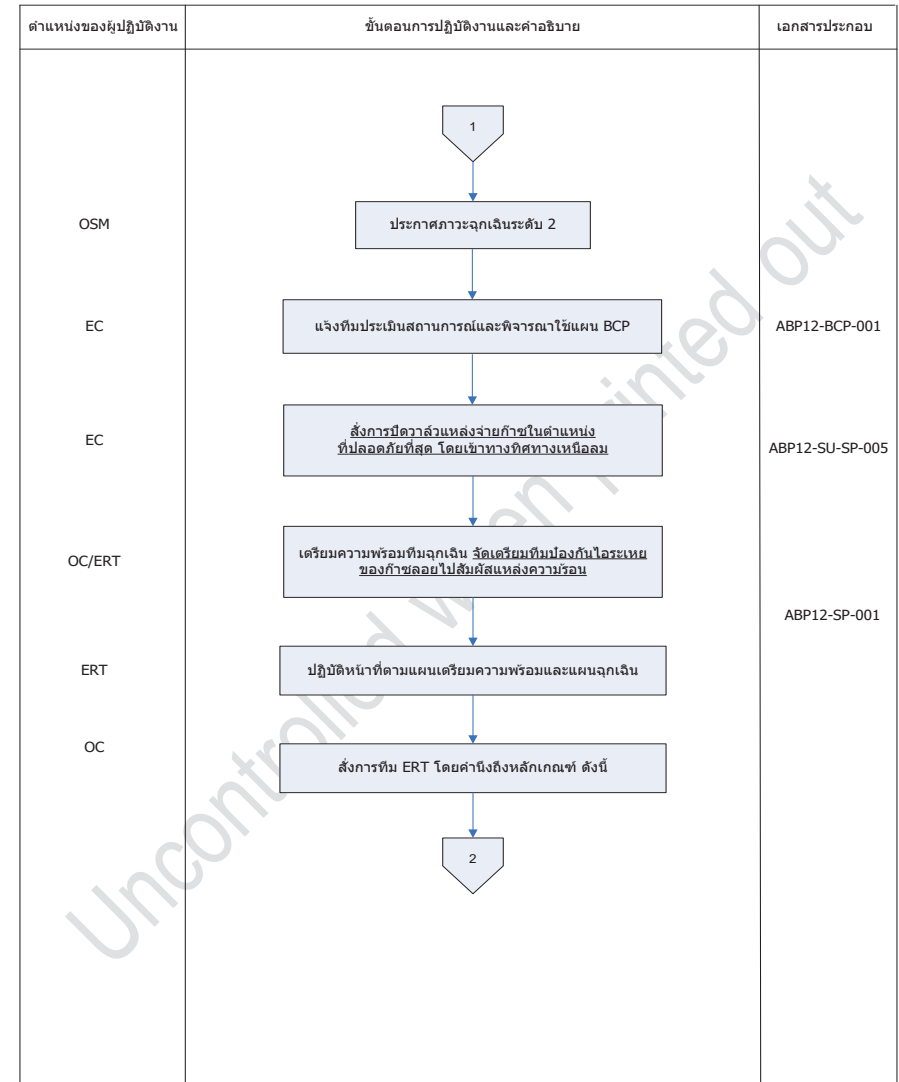 ตำแหน่งของผู้ปฏิบัติงาน
ขั้นตอนการปฏิบัติงานและคำอธิบาย
เอกสารประกอบ
1
OSM
ประกาศภาวะฉุกเฉินระดับ 2
EC
แจ้งทีมประเมินสถานการณ์และพิจารณาใช้แผน BCP
ABP12-BCP-001
EC
สั่งการปิดวาล์วแหล่งจ่ายก๊าซในตำแหน่ง
ที่ปลอดภัยที่สุด โดยเข้าทางทิศทางเหนือลม
ABP12-SU-SP-005
OC/ERT
เตรียมความพร้อมทีมฉุกเฉิน จัดเตรียมทีมป้องกันไอระเหย
ของก๊าซลอยไปสัมผัสแหล่งความร้อน
ABP12-SP-001
ERT
ปฏิบัติหน้าที่ตามแผนเตรียมความพร้อมและแผนฉุกเฉิน
OC
สั่งการทีม ERT โดยคำนึงถึงหลักเกณฑ์ ดังนี้
2
Uncontrolled when printed out